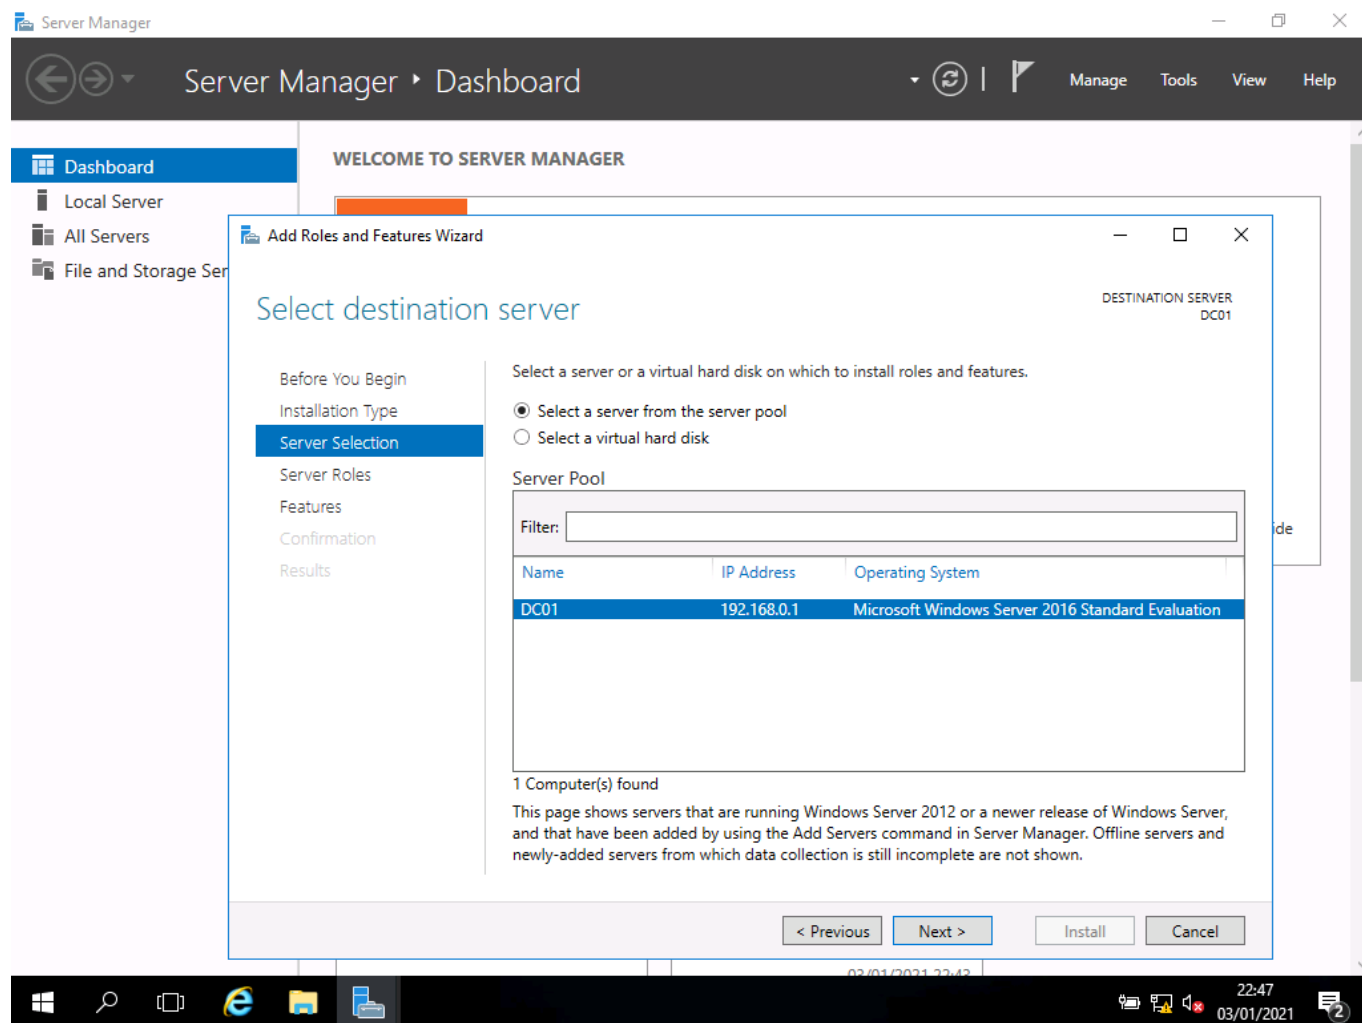 Server Manager
Server Manager ‣ Dashboard
Manage Tools View Help
Dashboard
Local Server
All Servers
File and Storage Ser
WELCOME TO SERVER MANAGER
Add Roles and Features Wizard
Select destination server
DESTINATION SERVER
DC01
Before You Begin
Installation Type
Server Selection
Server Roles
Features
Confirmation
Results
Select a server or a virtual hard disk on which to install roles and features.
Select a server from the server pool
Select a virtual hard disk
Server Pool
Filter:
Name IP Address Operating System
DC01 192.168.0.1 Microsoft Windows Server 2016 Standard Evaluation
1 Computer(s) found
This page shows servers that are running Windows Server 2012 or a newer release of Windows Server,
and that have been added by using the Add Servers command in Server Manager. Offline servers and
newly-added servers from which data collection is still incomplete are not shown.
ide
< Previous Next > Install Cancel
03/01/2021 22:43
22:47
03/01/2021
2